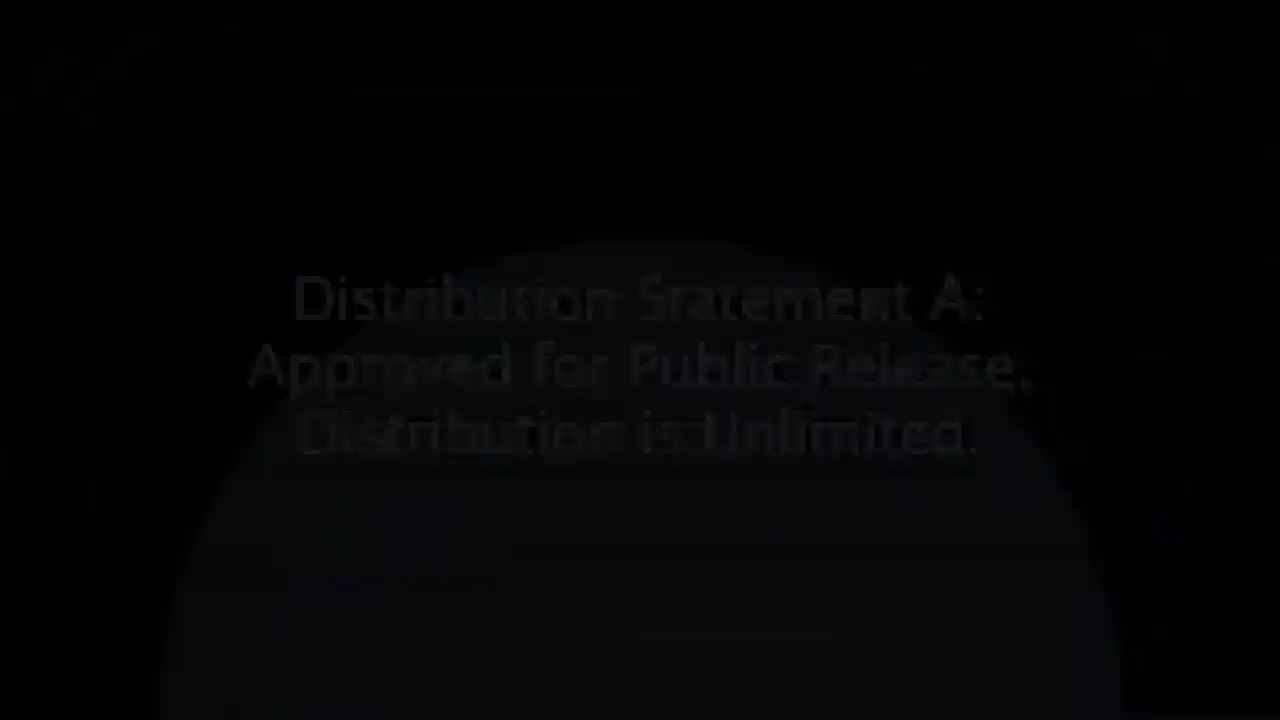 Distribution Statement A:
Approved for Public Release,
Distribution is Unlimited.